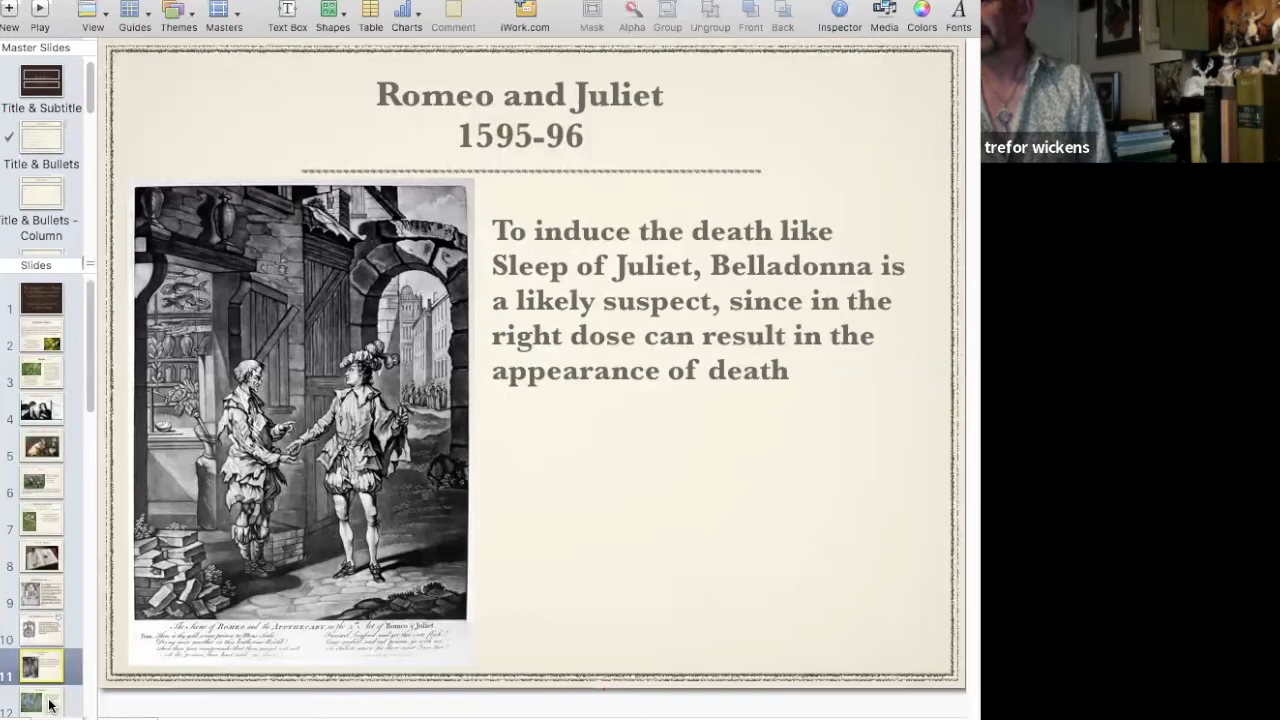 View
Play
View
Guides
Themes
Masters
Text Box
Shapes
Table
Charts
Comment
iWork.com
Mask
Alpha
Group
Ungroup
Front
Back
Inspector
Media
Colors
Fonts
Master Slides
Title & Subtitle
Title & Bullets
Title & Bullets -
Column
Slides
1
2
3
4
5
6
7
8
9
10
11
12
Romeo and Juliet
1595-96
To induce the death like
Sleep of Juliet, Belladonna is
a likely suspect, since in the
right dose can result in the
appearance of death
The Scene of ROMEO and the APOTHECARY, in the 5th Act of Romeo & Juliet.
trefor wickens